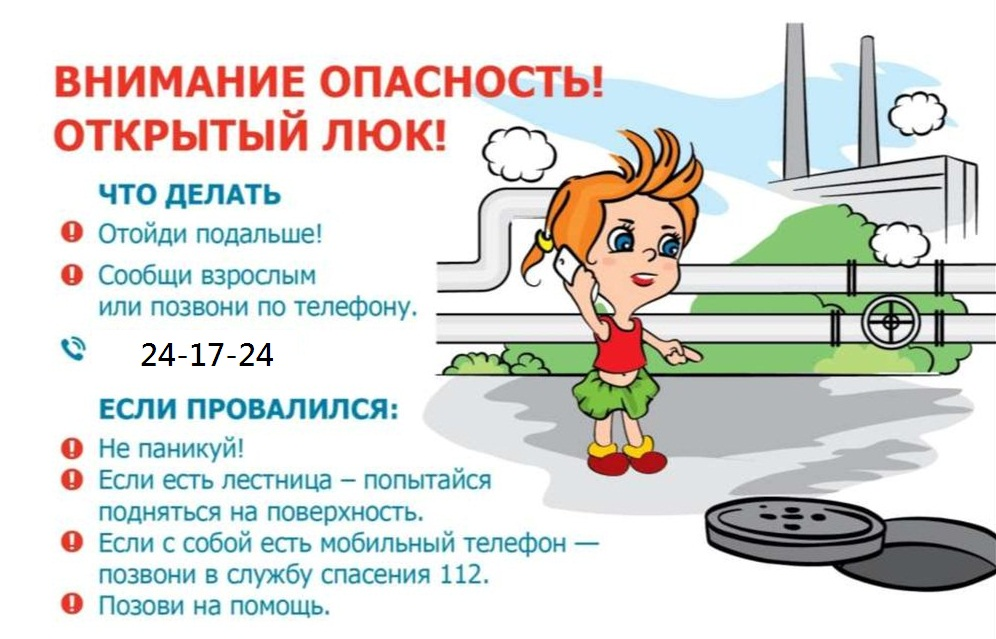 ВНИМАНИЕ ОПАСНОСТЬ!
ОТКРЫТЫЙ ЛЮК!
ЧТО ДЕЛАТЬ
Отойди подальше!
Сообщи взрослым
или позвони по телефону.
24-17-24
ЕСЛИ ПРОВАЛИЛСЯ:
Не паникуй!
Если есть лестница – попытайся
подняться на поверхность.
Если с собой есть мобильный телефон —
позвони в службу спасения 112.
Позови на помощь.